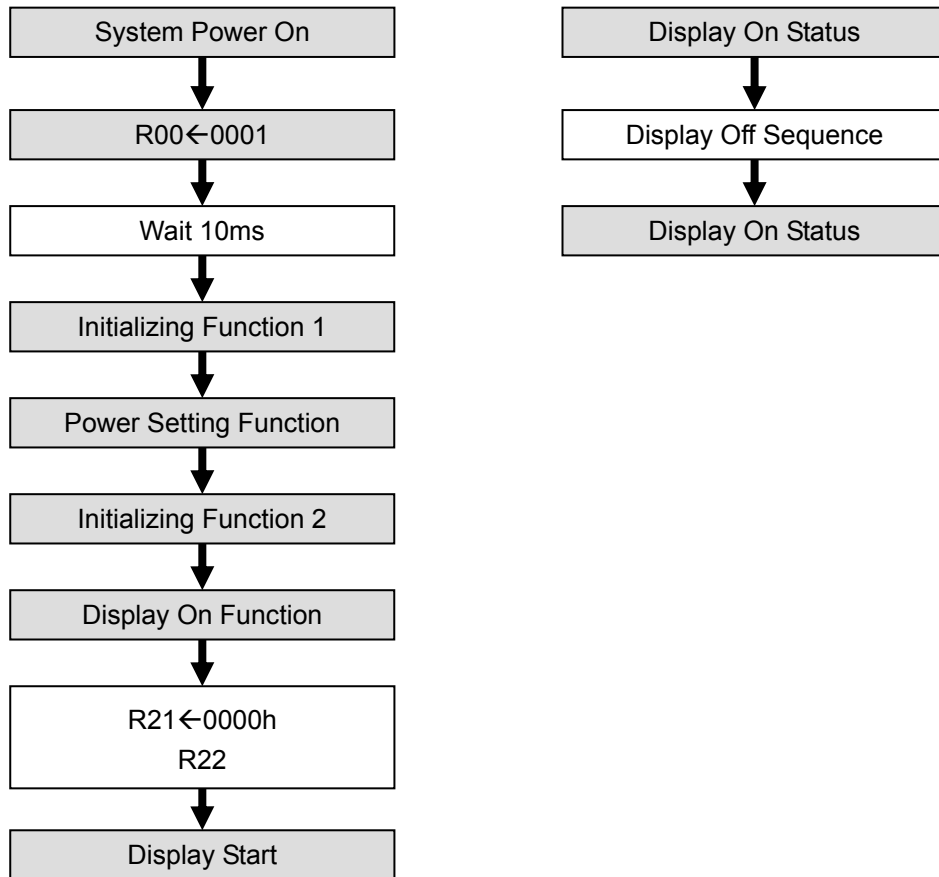 System Power On
R00←0001
Wait 10ms
Initializing Function 1
Power Setting Function
Initializing Function 2
Display On Function
R21←0000h
R22
Display Start
Display On Status
Display Off Sequence
Display On Status